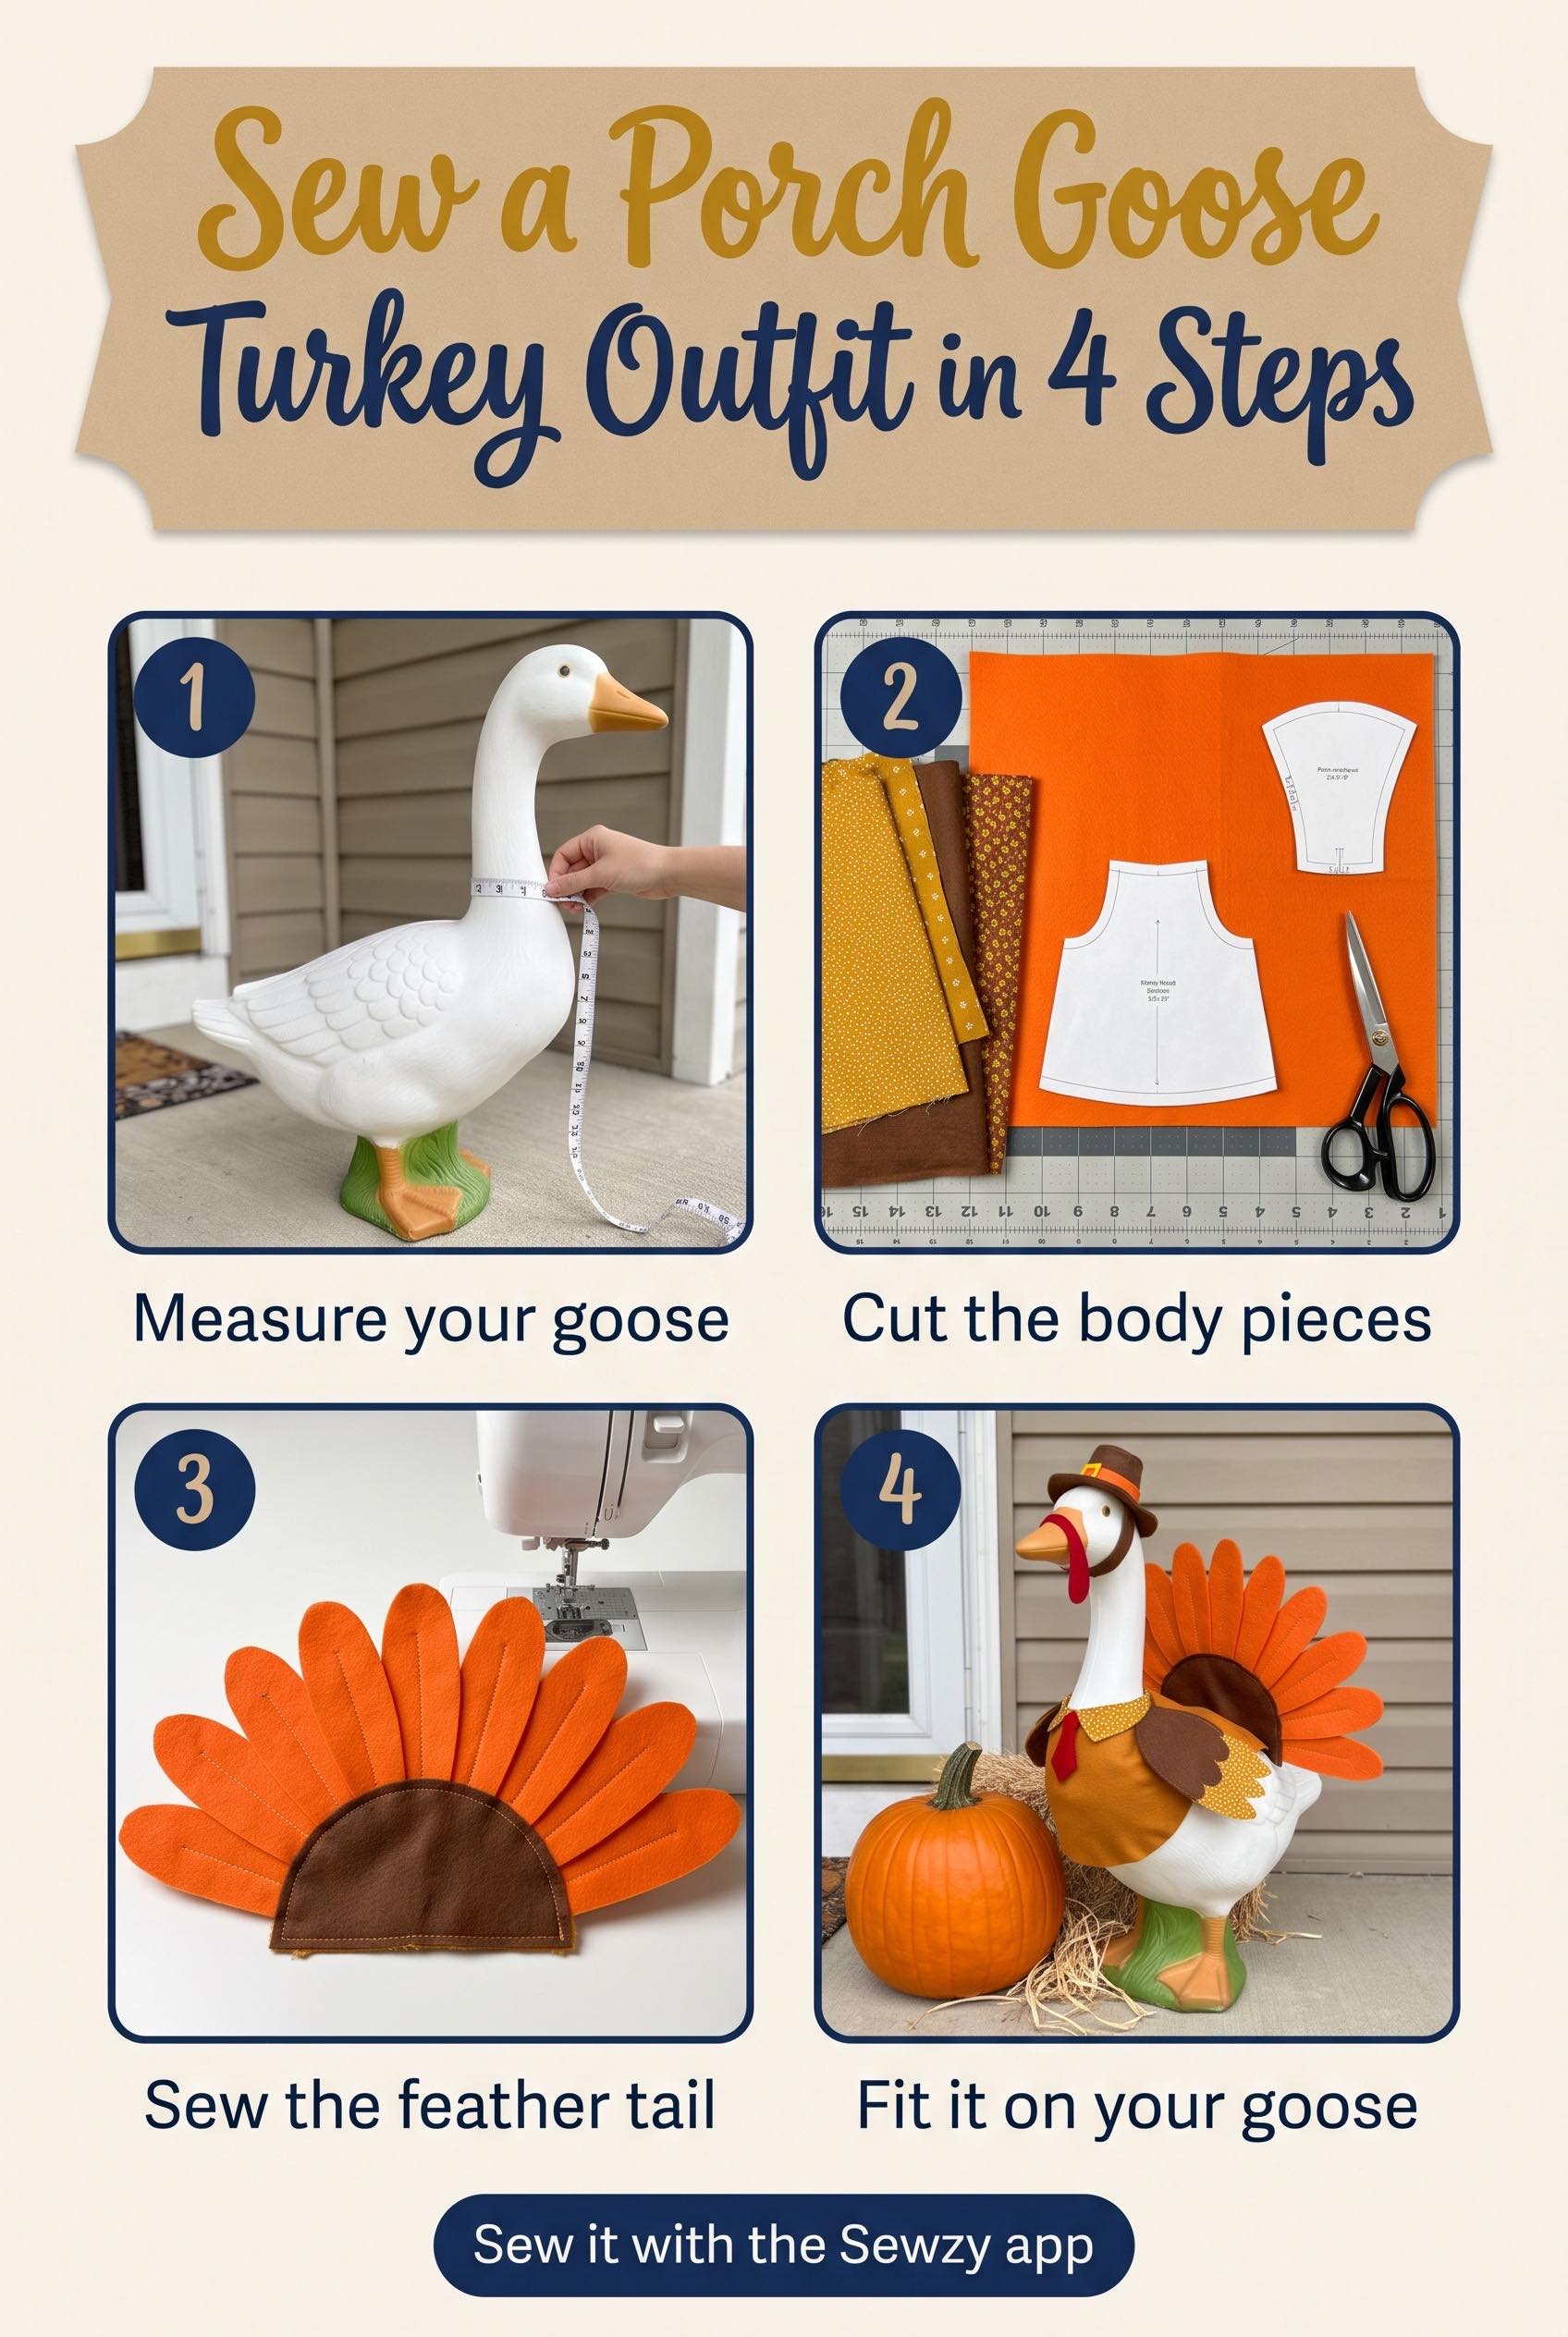 Sew a Porch Goose
Turkey Outfit in 4 Steps
1
2
Measure your goose
Cut the body pieces
3
4
Sew the feather tail
Fit it on your goose
Sew it with the Sewzy app